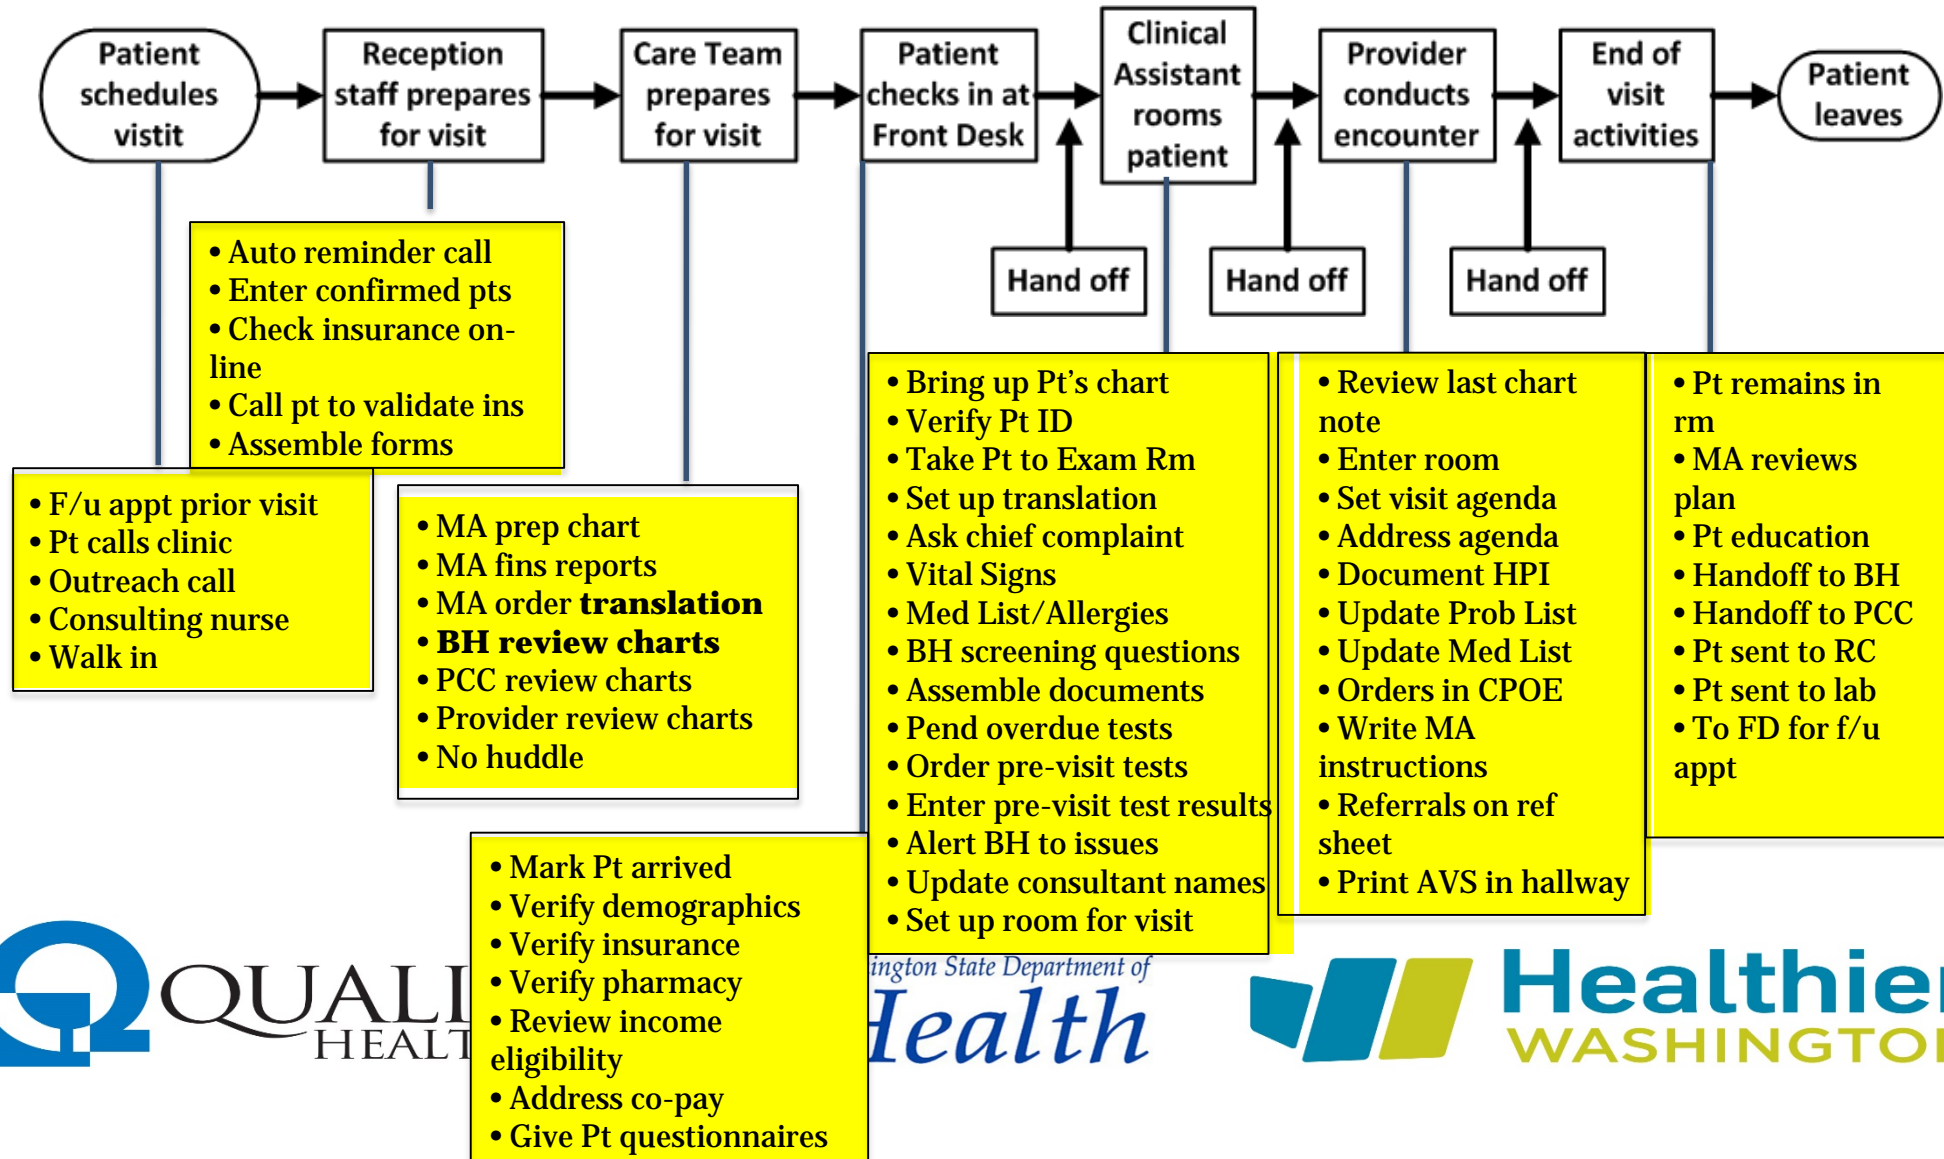 Patient
schedules
vistit
Reception
staff prepares
for visit
Care Team
prepares
for visit
Patient
checks in at
Front Desk
Clinical
Assistant
rooms
patient
Provider
conducts
encounter
End of
visit
activities
Patient
leaves
Hand off
Hand off
Hand off
• Auto reminder call
• Enter confirmed pts
• Check insurance on-
line
• Call pt to validate ins
• Assemble forms
• F/u appt prior visit
• Pt calls clinic
• Outreach call
• Consulting nurse
• Walk in
• MA prep chart
• MA fins reports
• MA order translation
• BH review charts
• PCC review charts
• Provider review charts
• No huddle
• Mark Pt arrived
• Verify demographics
• Verify insurance
• Verify pharmacy
• Review income
eligibility
• Address co-pay
• Give Pt questionnaires
• Bring up Pt's chart
• Verify Pt ID
• Take Pt to Exam Rm
• Set up translation
• Ask chief complaint
• Vital Signs
• Med List/Allergies
• BH screening questions
• Assemble documents
• Pend overdue tests
• Order pre-visit tests
• Enter pre-visit test results
• Alert BH to issues
• Update consultant names
• Set up room for visit
• Review last chart
note
• Enter room
• Set visit agenda
• Address agenda
• Document HPI
• Update Prob List
• Update Med List
• Orders in CPOE
• Write MA
instructions
• Referrals on ref
sheet
• Print AVS in hallway
• Pt remains in
rm
• MA reviews
plan
• Pt education
• Handoff to BH
• Handoff to PCC
• Pt sent to RC
• Pt sent to lab
• To FD for f/u
appt
QUALI
HEALT
ington State Department of
Health
Healthier
WASHINGTON